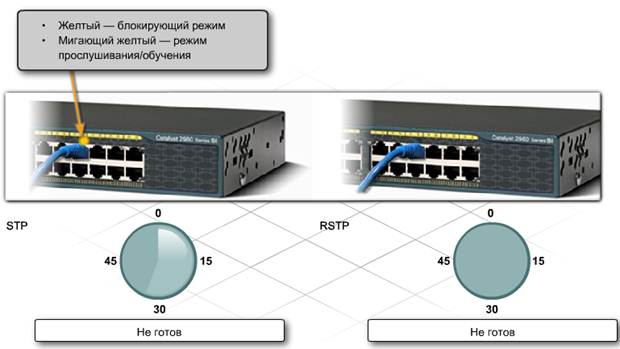 • Желтый — блокирующий режим
• Мигающий желтый — режим
прослушивания/обучения
Catalyst 2960 Series SI
Catalyst 2960 Series SI
STP
0
45
15
30
RSTP
0
45
15
30
Не готов
Не готов